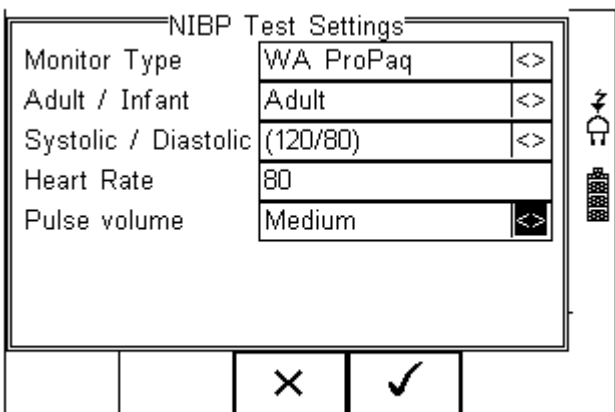 NIBP Test Settings
Monitor Type WA ProPaq <>
Adult / Infant Adult <>
Systolic / Diastolic (120/80) <>
Heart Rate 80
Pulse volume Medium <>